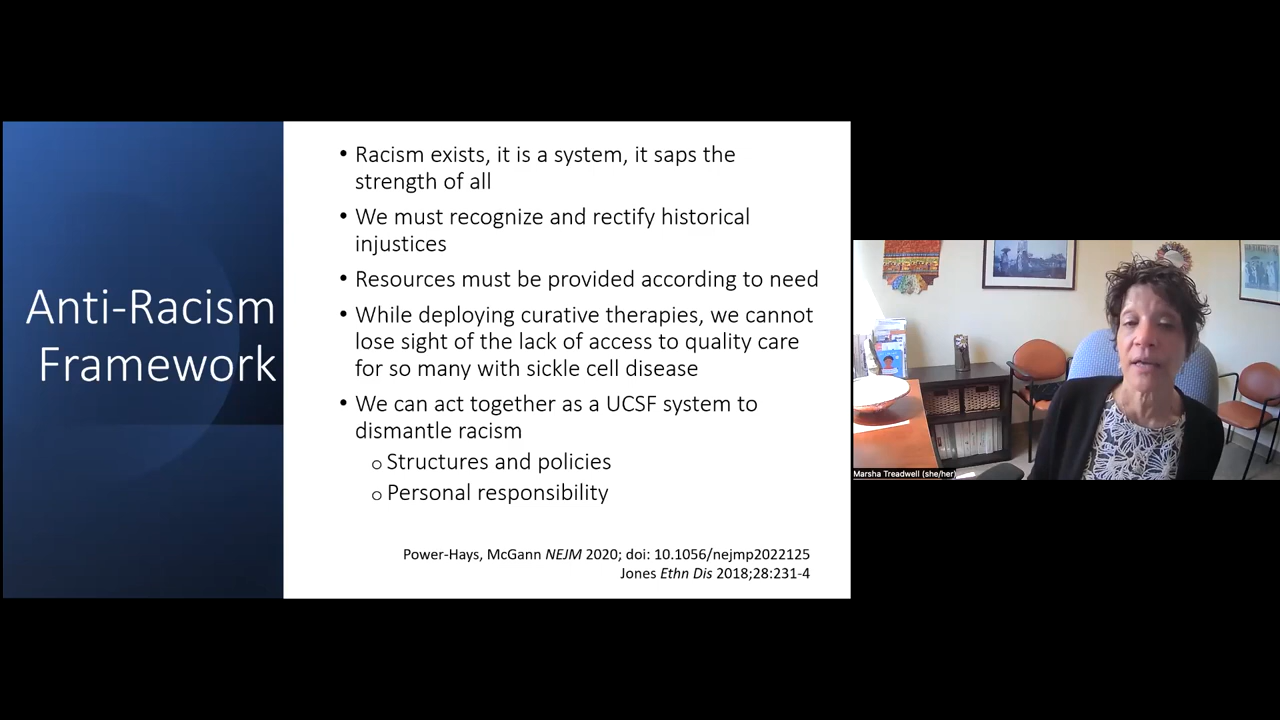 Anti-Racism
Framework
• Racism exists, it is a system, it saps the
strength of all
• We must recognize and rectify historical
injustices
• Resources must be provided according to need
• While deploying curative therapies, we cannot
lose sight of the lack of access to quality care
for so many with sickle cell disease
• We can act together as a UCSF system to
dismantle racism
o Structures and policies
o Personal responsibility
Power-Hays, McGann NEJM 2020; doi: 10.1056/nejmp2022125
Jones Ethn Dis 2018;28:231-4
Marsha Treadwell (she/her)